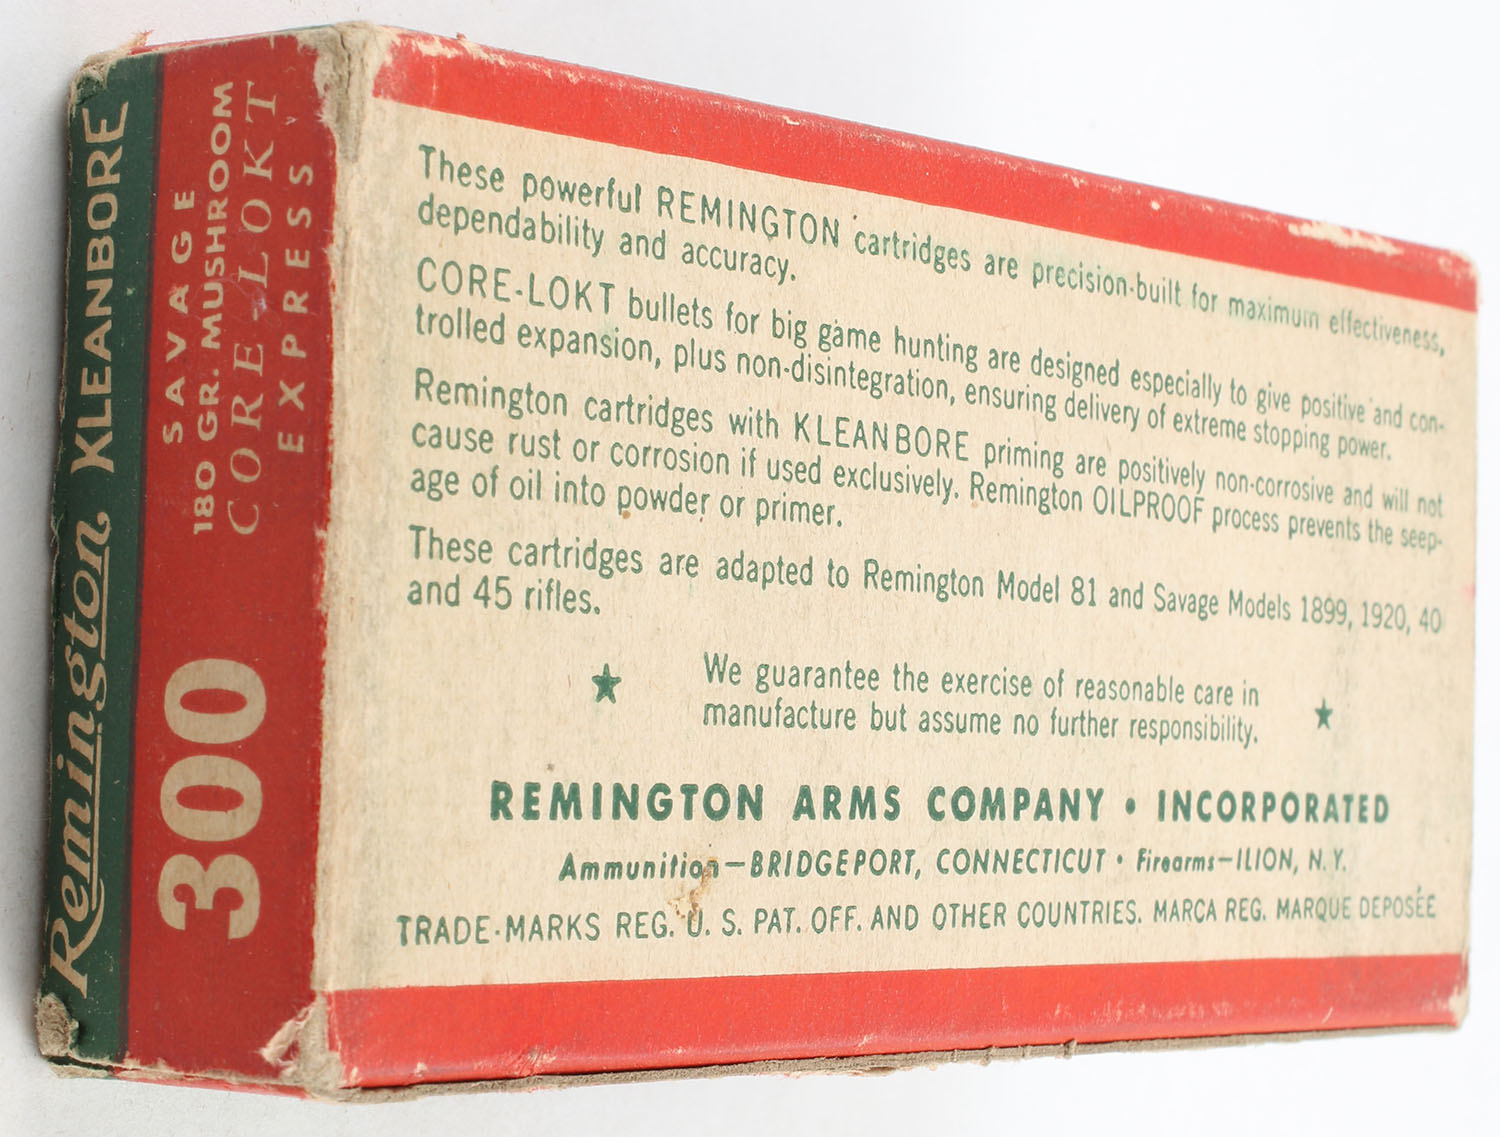 Remington KLEANBORE
300
SAVAGE
180 GR. MUSHROOM
CORE-LOKT
EXPRESS
These powerful REMINGTON cartridges are precision-built for maximum effectiveness,
dependability and accuracy.
CORE-LOKT bullets for big game hunting are designed especially to give positive and con-
trolled expansion, plus non-disintegration, ensuring delivery of extreme stopping power.
Remington cartridges with KLEANBORE priming are positively non-corrosive and will not
cause rust or corrosion if used exclusively. Remington OILPROOF process prevents the seep-
age of oil into powder or primer.
These cartridges are adapted to Remington Model 81 and Savage Models 1899, 1920, 40
and 45 rifles.
We guarantee the exercise of reasonable care in
manufacture but assume no further responsibility.
REMINGTON ARMS COMPANY • INCORPORATED
Ammunition—BRIDGEPORT, CONNECTICUT • Firearms—ILION, N.Y.
TRADE-MARKS REG. U. S. PAT. OFF. AND OTHER COUNTRIES. MARCA REG. MARQUE DEPOSÉE